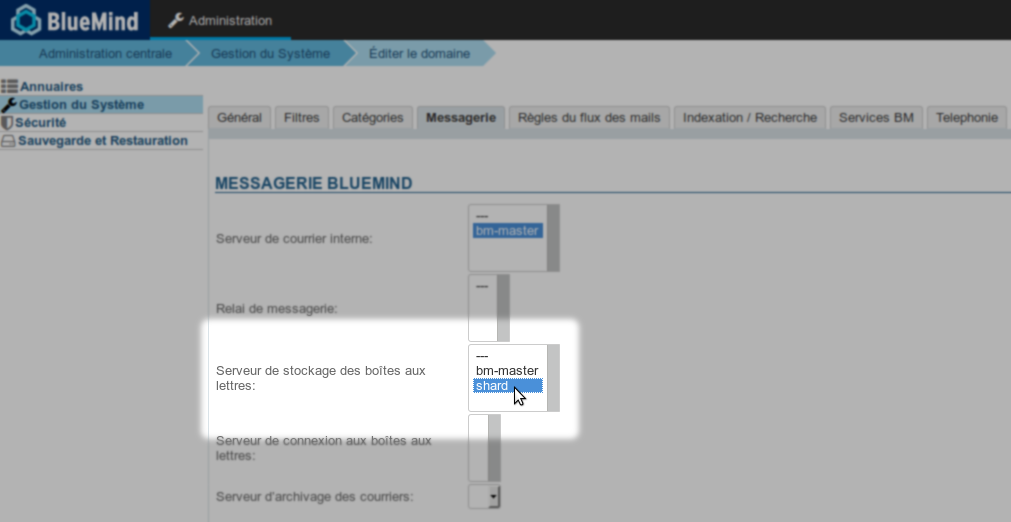 BlueMind
Administration
Administration centrale
Gestion du Système
Éditer le domaine
Annuaires
Gestion du Système
Sécurité
Sauvegarde et Restauration
Général
Filtres
Catégories
Messagerie
Règles du flux des mails
Indexation / Recherche
Services BM
Telephonie
MESSAGERIE BLUEMIND
Serveur de courrier interne:
---
bm-master
Relai de messagerie:
---
Serveur de stockage des boîtes aux
lettres:
---
bm-master
shard
Serveur de connexion aux boîtes aux
lettres:
Serveur d'archivage des courriers: